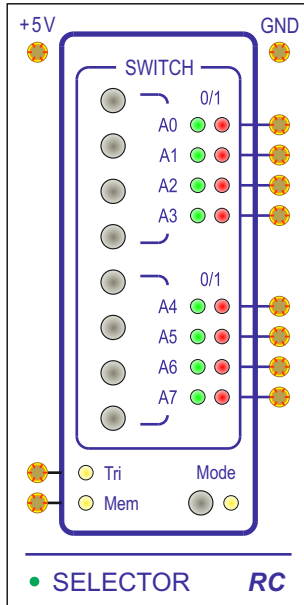 +5V GND
SWITCH
0/1
A0
A1
A2
A3
0/1
A4
A5
A6
A7
Tri Mode
Mem
SELECTOR RC